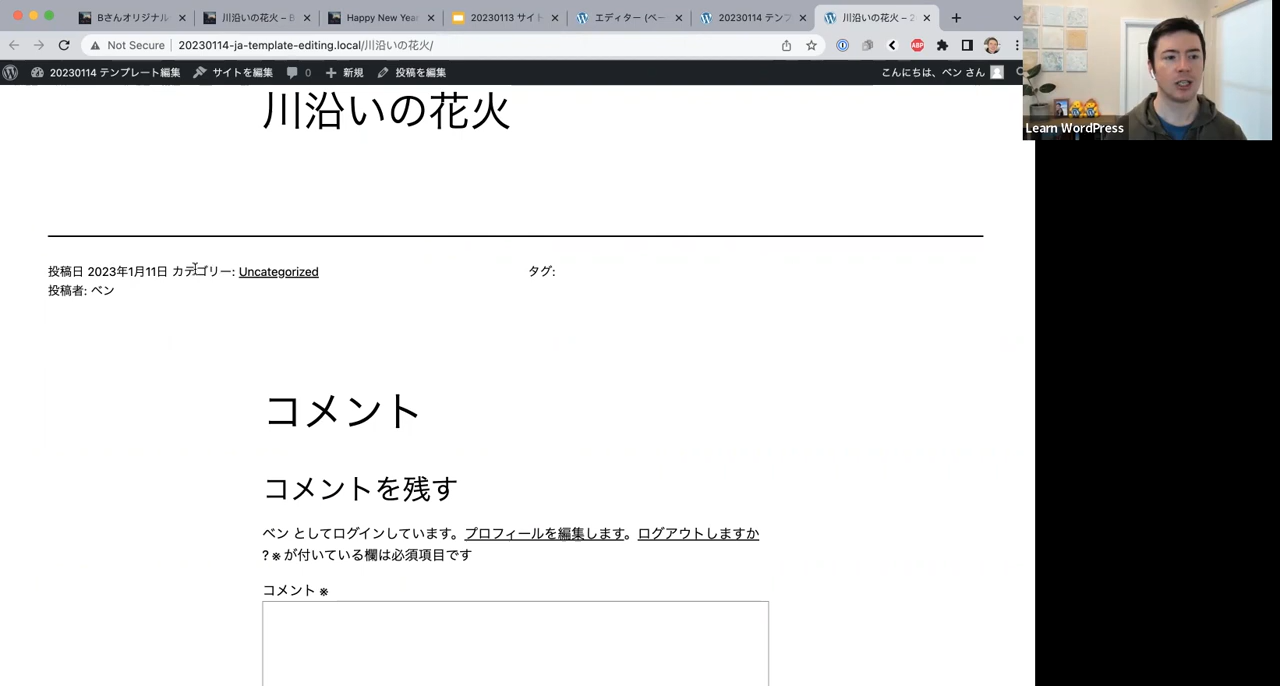 Bさんオリジナル
川沿いの花火 – B
Happy New Yea
20230113 サイト
エディター (ペー
20230114 テンプ
川沿いの花火 – 2
Not Secure
20230114-ja-template-editing.local/川沿いの花火/
ABP
20230114 テンプレート編集
サイトを編集
0
新規
投稿を編集
こんにちは、ベン さん
Learn WordPress
川沿いの花火
投稿日 2023年1月11日 カテゴリー: Uncategorized
タグ:
投稿者: ベン
コメント
コメントを残す
ベン としてログインしています。プロフィールを編集します。ログアウトしますか
? ※ が付いている欄は必須項目です
コメント ※